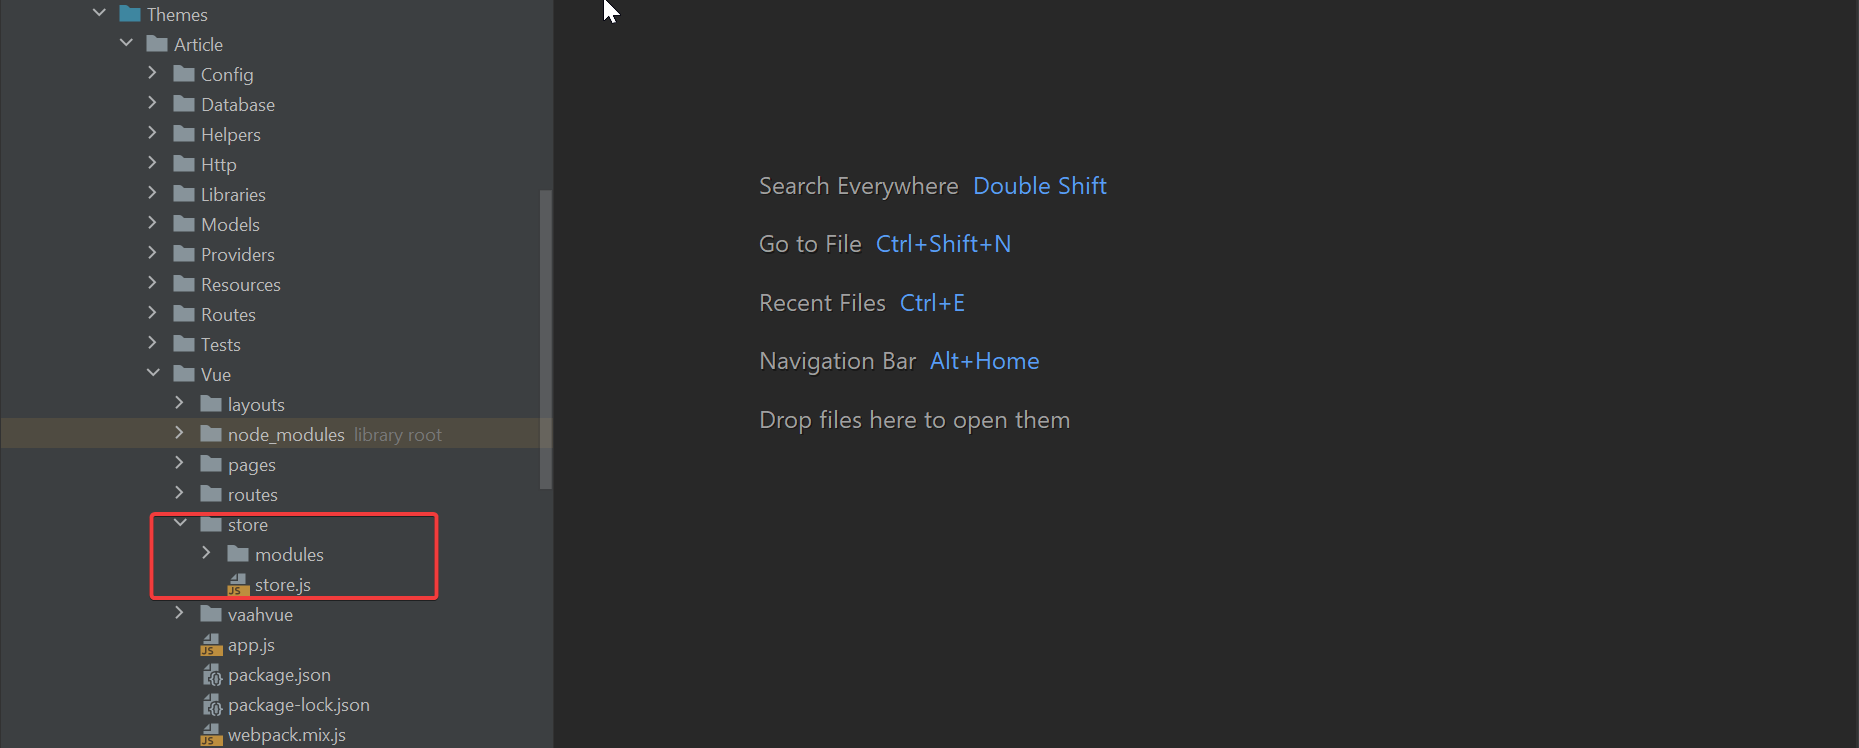 Themes
Article
Config
Database
Helpers
Http
Libraries
Models
Providers
Resources
Routes
Tests
Vue
layouts
node_modules library root
pages
routes
store
modules
JS store.js
vaahvue
JS app.js
package.json
package-lock.json
JS webpack.mix.js
Search Everywhere Double Shift
Go to File Ctrl+Shift+N
Recent Files Ctrl+E
Navigation Bar Alt+Home
Drop files here to open them